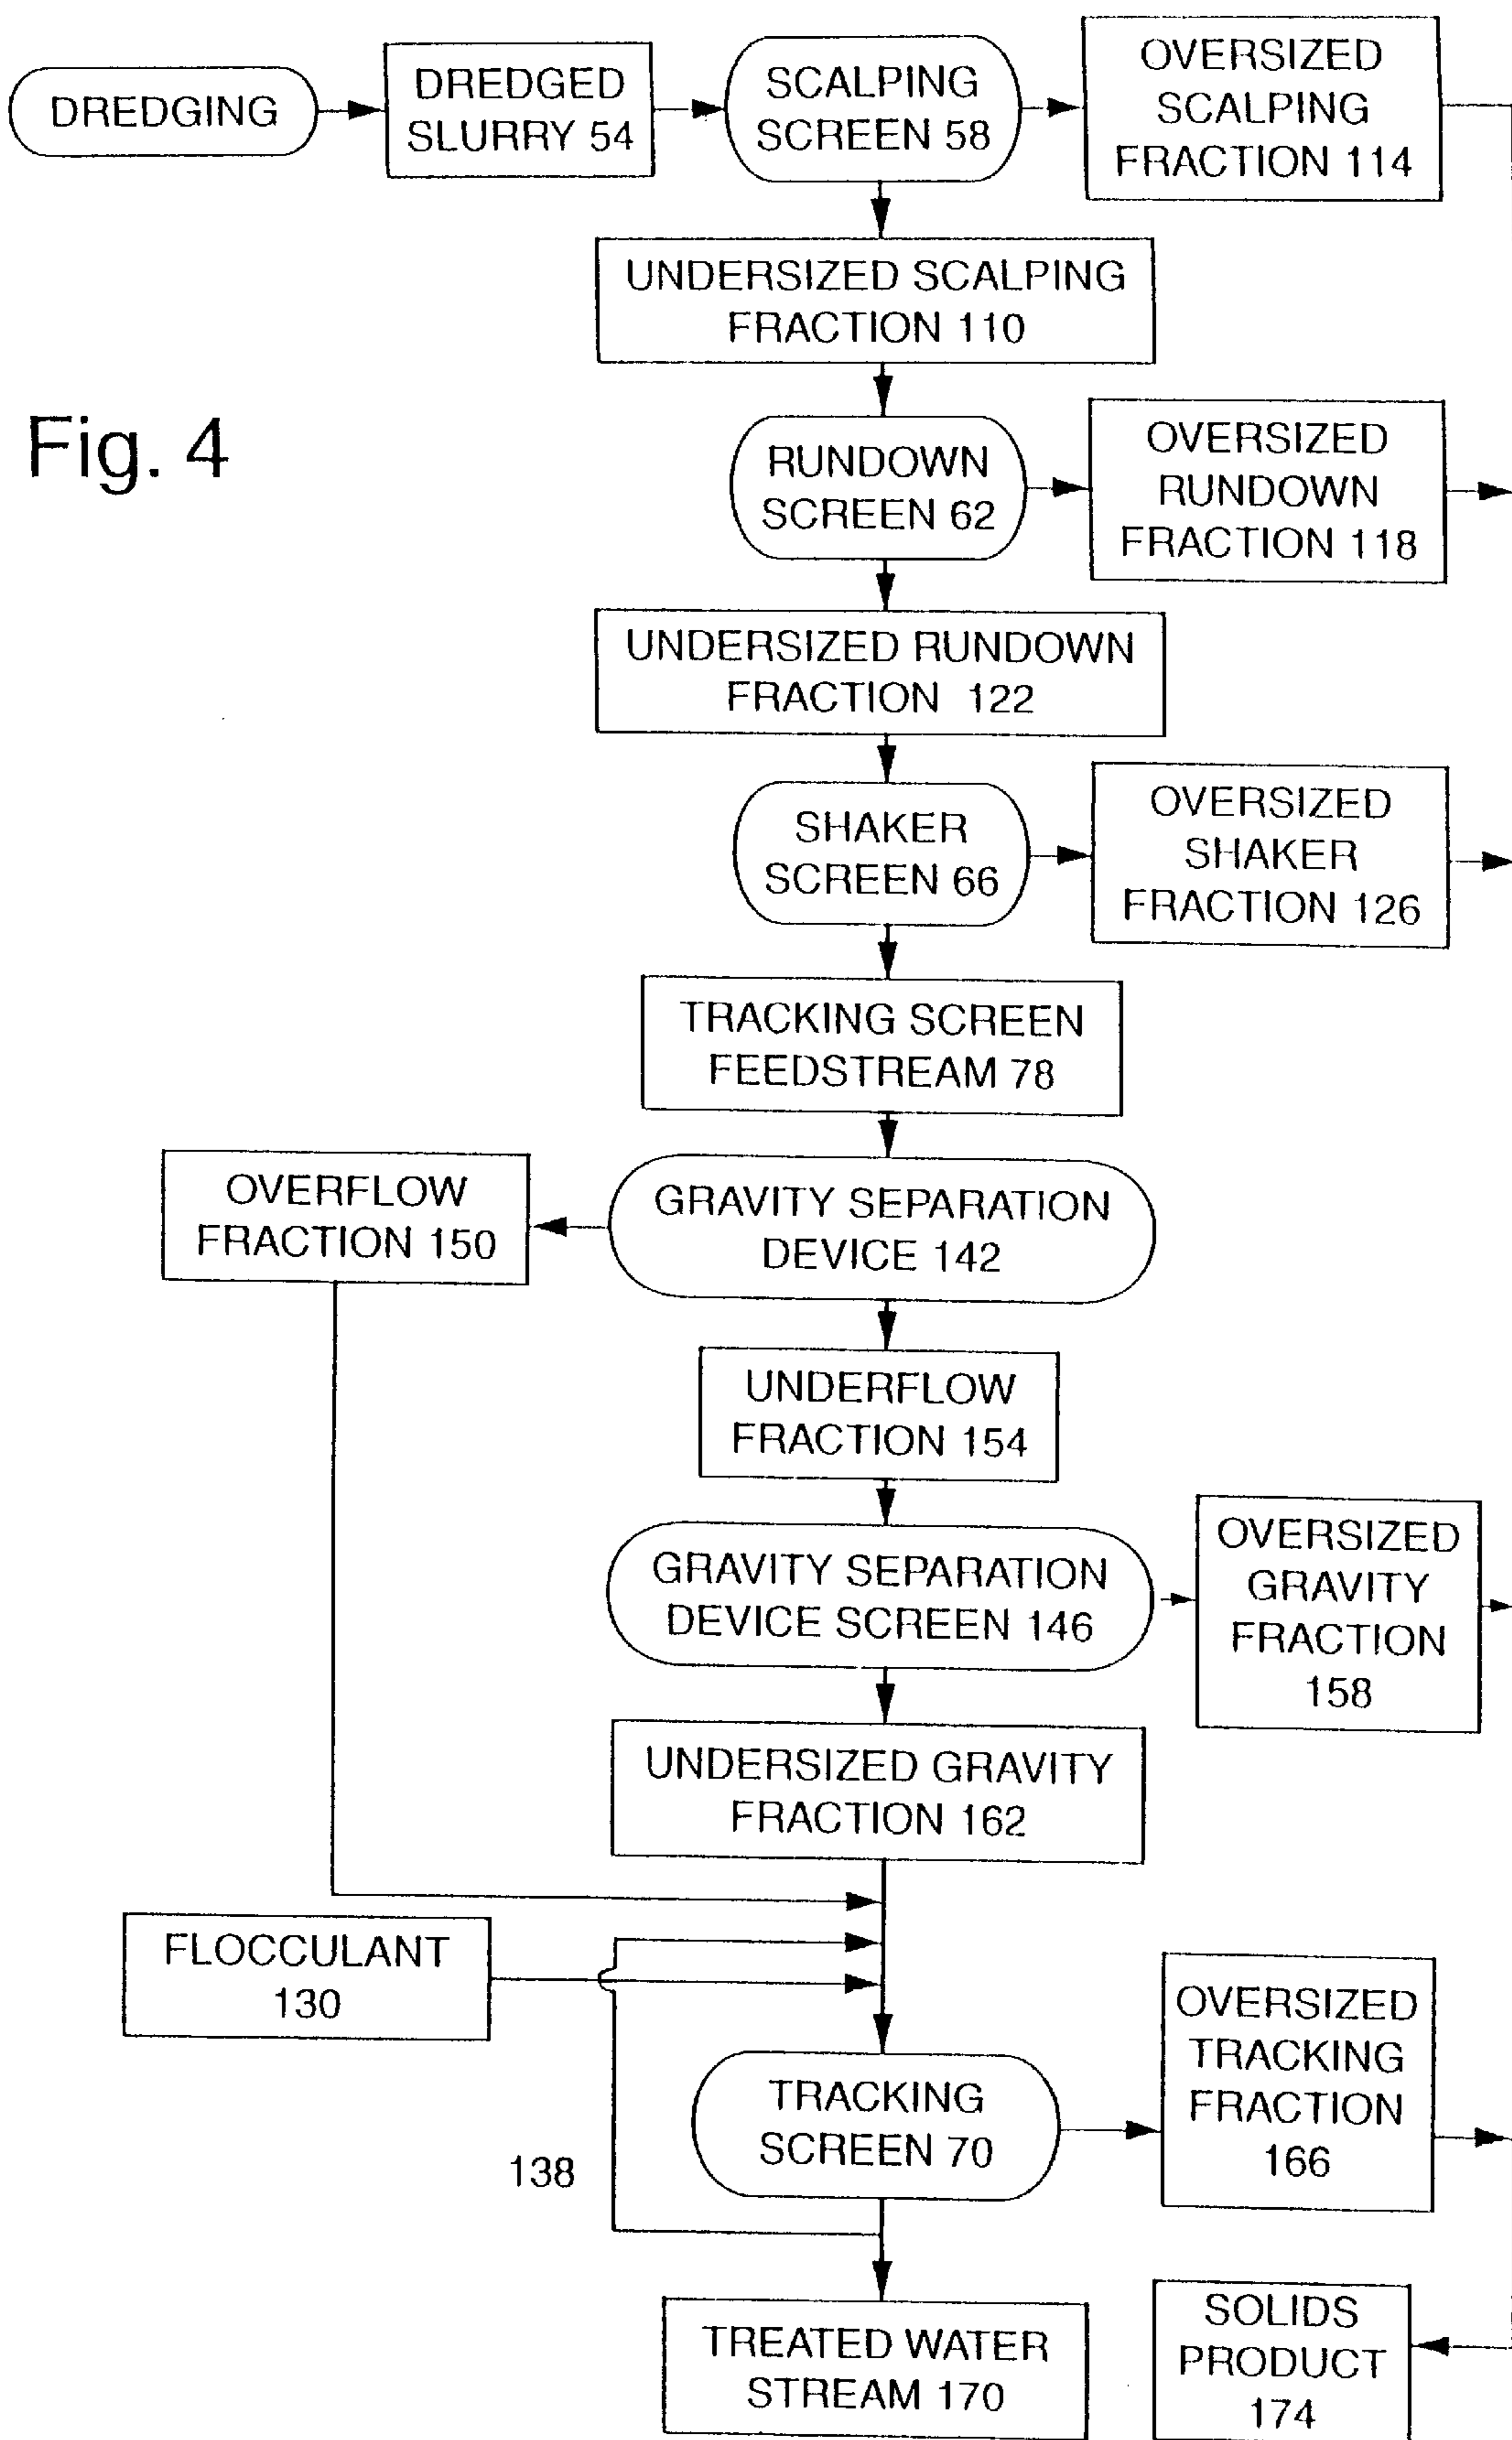 DREDGING
DREDGED
SLURRY 54
SCALPING
SCREEN 58
OVERSIZED
SCALPING
FRACTION 114
UNDERSIZED SCALPING
FRACTION 110
Fig. 4
RUNDOWN
SCREEN 62
OVERSIZED
RUNDOWN
FRACTION 118
UNDERSIZED RUNDOWN
FRACTION 122
SHAKER
SCREEN 66
OVERSIZED
SHAKER
FRACTION 126
TRACKING SCREEN
FEEDSTREAM 78
OVERFLOW
FRACTION 150
GRAVITY SEPARATION
DEVICE 142
UNDERFLOW
FRACTION 154
GRAVITY SEPARATION
DEVICE SCREEN 146
OVERSIZED
GRAVITY
FRACTION
158
UNDERSIZED GRAVITY
FRACTION 162
FLOCCULANT
130
OVERSIZED
TRACKING
FRACTION
166
TRACKING
SCREEN 70
138
TREATED WATER
STREAM 170
SOLIDS
PRODUCT
174